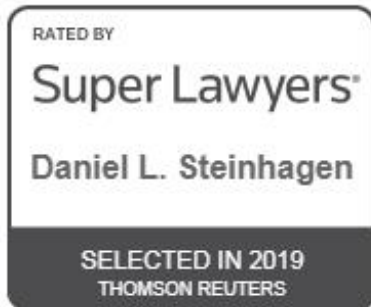 RATED BY
Super Lawyers®
Daniel L. Steinhagen
SELECTED IN 2019
THOMSON REUTERS